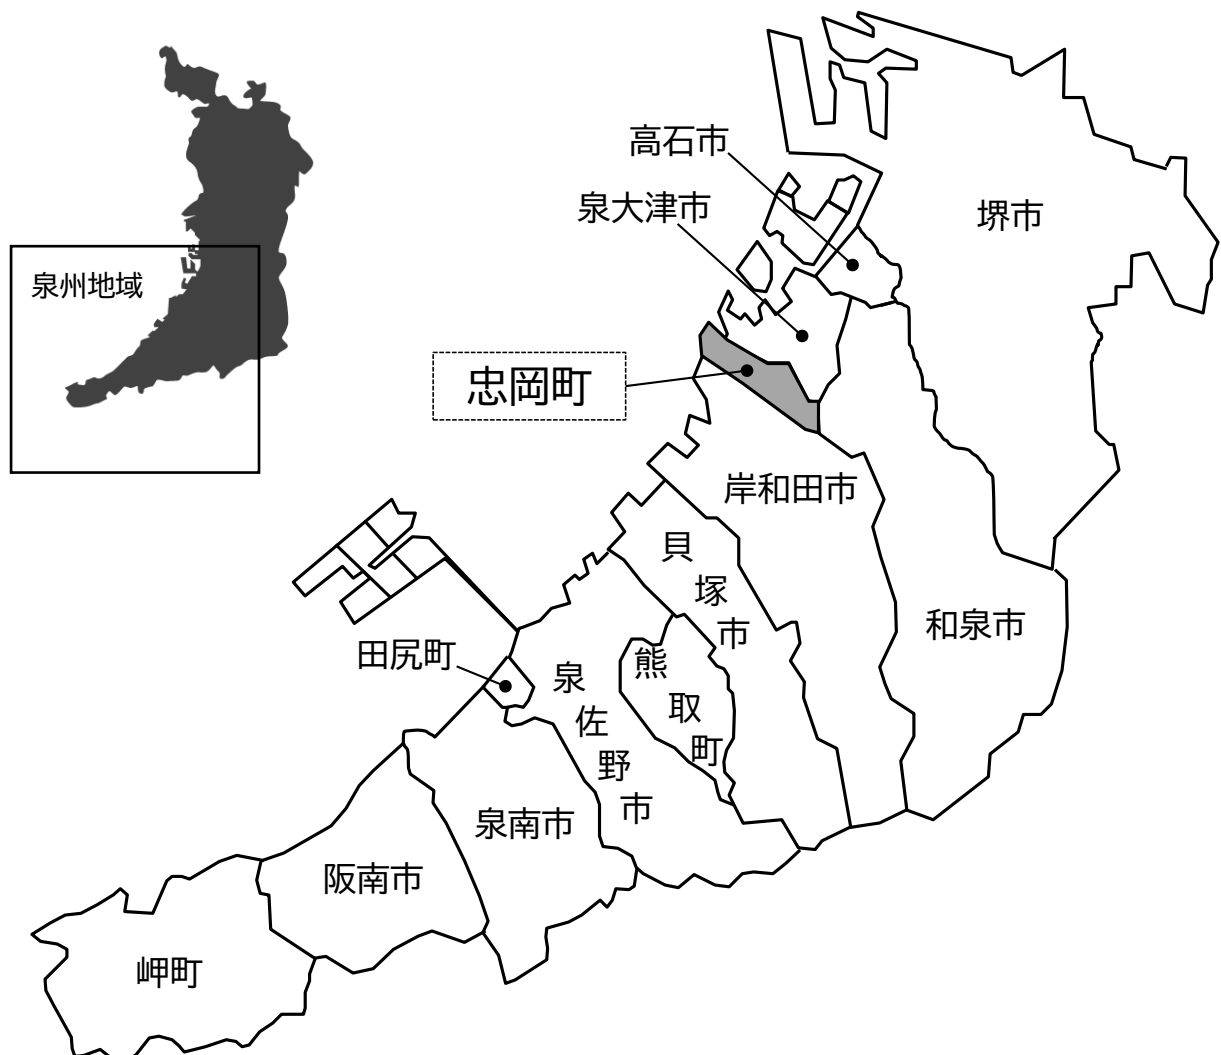 高石市
泉大津市
堺市
泉州地域
忠岡町
岸和田市
貝塚市
和泉市
熊取町
田尻町
泉佐野市
泉南市
阪南市
岬町